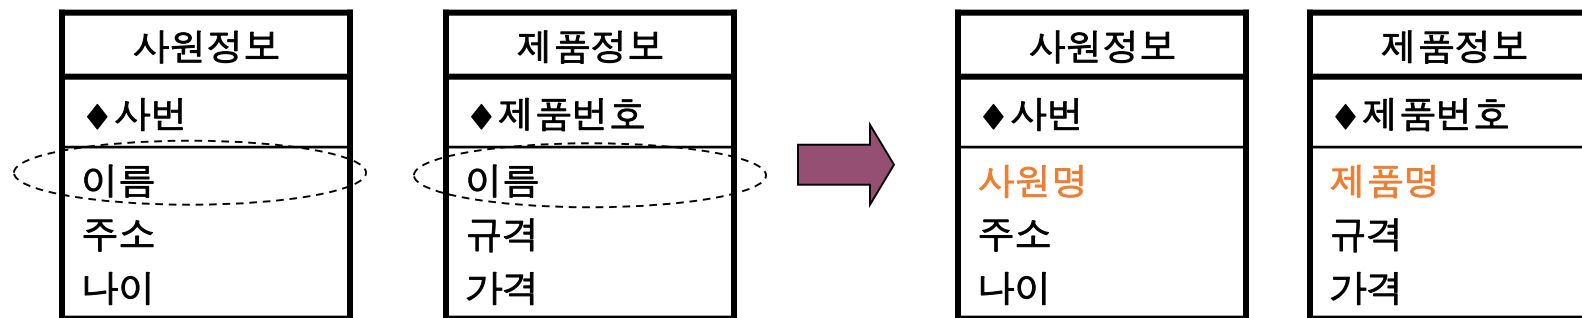 사원정보
♦사번
이름
주소
나이
제품정보
♦제품번호
이름
규격
가격
사원정보
♦사번
사원명
주소
나이
제품정보
♦제품번호
제품명
규격
가격